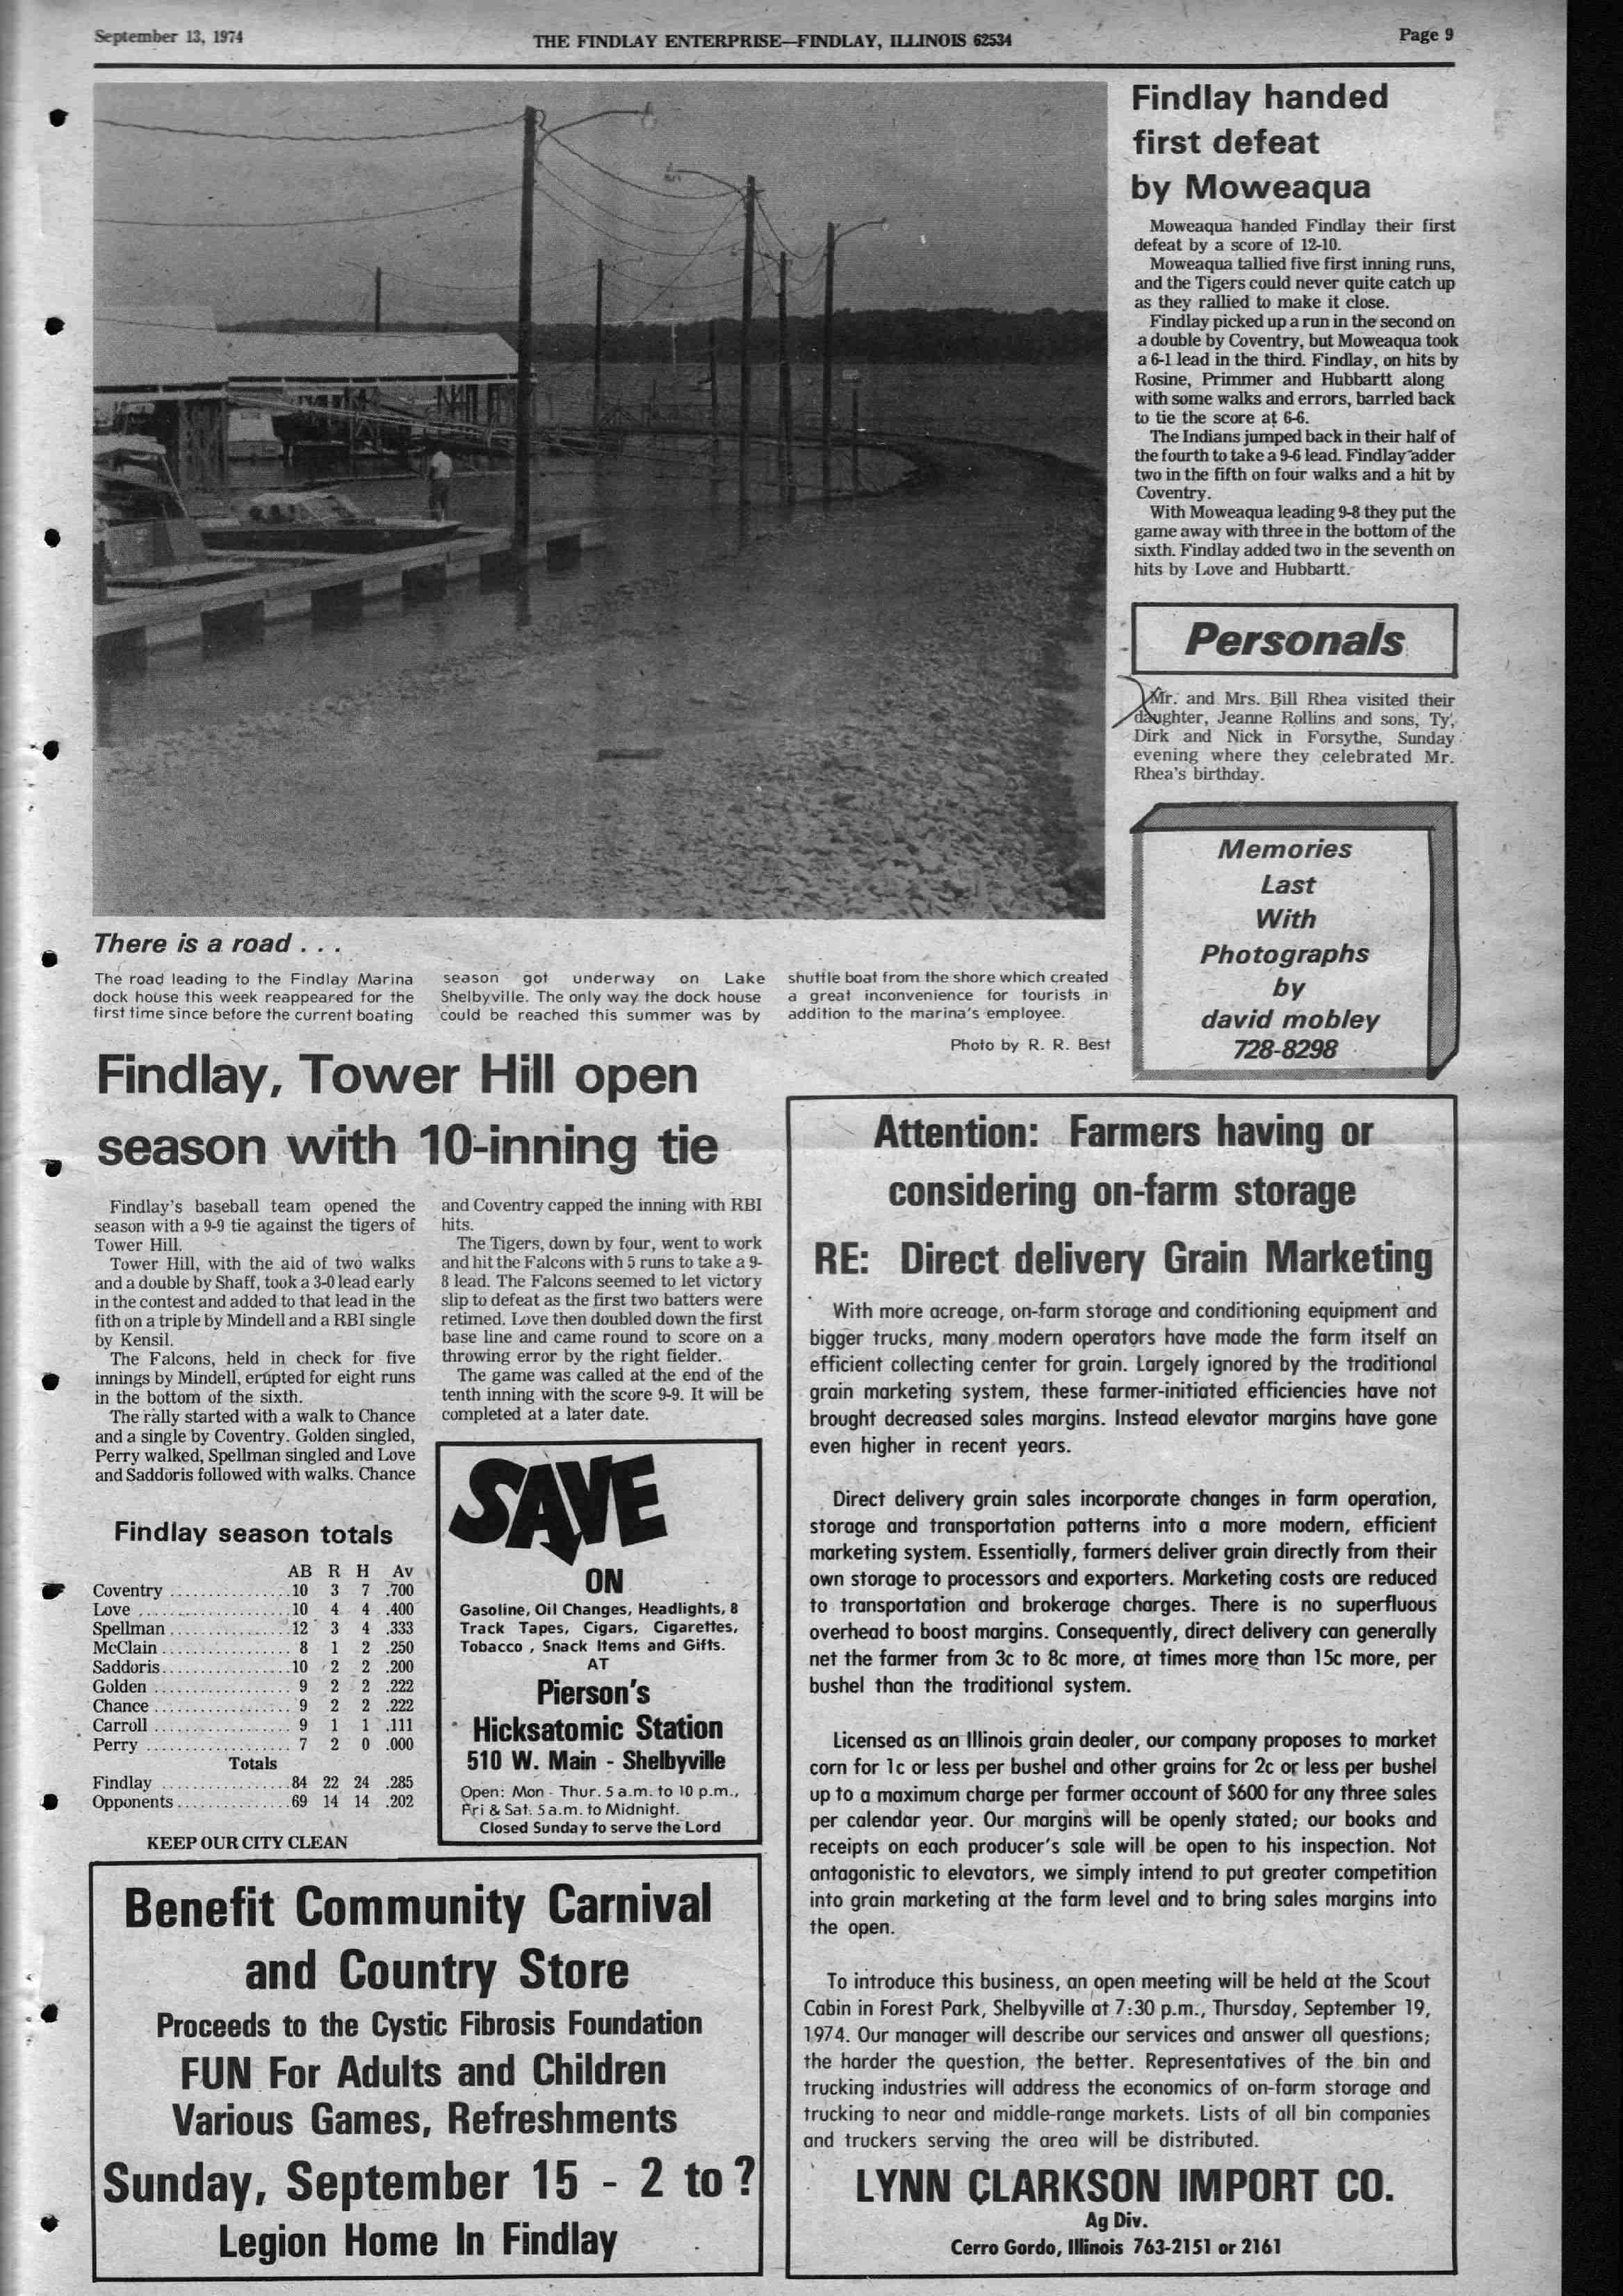 September 13, 1974
THE FINDLAY ENTERPRISE—FINDLAY, ILLINOIS 62534
Page 9
Findlay handed
first defeat
by Moweaqua
Moweaqua handed Findlay their first
defeat by a score of 12-10.
Moweaqua tallied five first inning runs,
and the Tigers could never quite catch up
as they rallied to make it close.
Findlay picked up a run in the second on
a double by Coventry, but Moweaqua took
a 6-1 lead in the third. Findlay, on hits by
Rosine, Primmer and Hubbartt along
with some walks and errors, barrled back
to tie the score at 6-6.
The Indians jumped back in their half of
the fourth to take a 9-6 lead. Findlay adder
two in the fifth on four walks and a hit by
Coventry.
With Moweaqua leading 9-8 they put the
game away with three in the bottom of the
sixth. Findlay added two in the seventh on
hits by Love and Hubbartt.
Personals
Mr. and Mrs. Bill Rhea visited their
daughter, Jeanne Rollins and sons, Ty,
Dirk and Nick in Forsythe, Sunday
evening where they celebrated Mr.
Rhea's birthday.
Memories
Last
With
Photographs
by
david mobley
728-8298
There is a road . . .
The road leading to the Findlay Marina
dock house this week reappeared for the
first time since before the current boating
season got underway on Lake
Shelbyville. The only way the dock house
could be reached this summer was by
shuttle boat from the shore which created
a great inconvenience for tourists in
addition to the marina's employee.
Photo by R. R. Best
Findlay, Tower Hill open
season with 10-inning tie
Findlay's baseball team opened the
season with a 9-9 tie against the tigers of
Tower Hill.
Tower Hill, with the aid of two walks
and a double by Shaff, took a 3-0 lead early
in the contest and added to that lead in the
fith on a triple by Mindell and a RBI single
by Kensil.
The Falcons, held in check for five
innings by Mindell, erupted for eight runs
in the bottom of the sixth.
The rally started with a walk to Chance
and a single by Coventry. Golden singled,
Perry walked, Spellman singled and Love
and Saddoris followed with walks. Chance
and Coventry capped the inning with RBI
hits.
The Tigers, down by four, went to work
and hit the Falcons with 5 runs to take a 9-
8 lead. The Falcons seemed to let victory
slip to defeat as the first two batters were
retimed. Love then doubled down the first
base line and came round to score on a
throwing error by the right fielder.
The game was called at the end of the
tenth inning with the score 9-9. It will be
completed at a later date.
Findlay season totals
AB R H Av
Coventry ................ 10 3 7 .700
Love .................... 10 4 4 .400
Spellman ................ 12 3 4 .333
McClain ................. 8 1 2 .250
Saddoris ................ 10 2 2 .200
Golden .................. 9 2 2 .222
Chance .................. 9 2 2 .222
Carroll ................. 9 1 1 .111
Perry ................... 7 2 0 .000
Totals
Findlay ................. 84 22 24 .285
Opponents ............... 69 14 14 .202
KEEP OUR CITY CLEAN
SAVE
ON
Gasoline, Oil Changes, Headlights, 8
Track Tapes, Cigars, Cigarettes,
Tobacco , Snack Items and Gifts.
AT
Pierson's
Hicksatomic Station
510 W. Main - Shelbyville
Open: Mon - Thur. 5 a.m. to 10 p.m.,
Fri & Sat. 5 a.m. to Midnight.
Closed Sunday to serve the Lord
Benefit Community Carnival
and Country Store
Proceeds to the Cystic Fibrosis Foundation
FUN For Adults and Children
Various Games, Refreshments
Sunday, September 15 - 2 to ?
Legion Home In Findlay
Attention: Farmers having or
considering on-farm storage
RE: Direct delivery Grain Marketing
With more acreage, on-farm storage and conditioning equipment and
bigger trucks, many modern operators have made the farm itself an
efficient collecting center for grain. Largely ignored by the traditional
grain marketing system, these farmer-initiated efficiencies have not
brought decreased sales margins. Instead elevator margins have gone
even higher in recent years.
Direct delivery grain sales incorporate changes in farm operation,
storage and transportation patterns into a more modern, efficient
marketing system. Essentially, farmers deliver grain directly from their
own storage to processors and exporters. Marketing costs are reduced
to transportation and brokerage charges. There is no superfluous
overhead to boost margins. Consequently, direct delivery can generally
net the farmer from 3c to 8c more, at times more than 15c more, per
bushel than the traditional system.
Licensed as an Illinois grain dealer, our company proposes to market
corn for 1c or less per bushel and other grains for 2c or less per bushel
up to a maximum charge per farmer account of $600 for any three sales
per calendar year. Our margins will be openly stated; our books and
receipts on each producer's sale will be open to his inspection. Not
antagonistic to elevators, we simply intend to put greater competition
into grain marketing at the farm level and to bring sales margins into
the open.
To introduce this business, an open meeting will be held at the Scout
Cabin in Forest Park, Shelbyville at 7:30 p.m., Thursday, September 19,
1974. Our manager will describe our services and answer all questions;
the harder the question, the better. Representatives of the bin and
trucking industries will address the economics of on-farm storage and
trucking to near and middle-range markets. Lists of all bin companies
and truckers serving the area will be distributed.
LYNN CLARKSON IMPORT CO.
Ag Div.
Cerro Gordo, Illinois 763-2151 or 2161